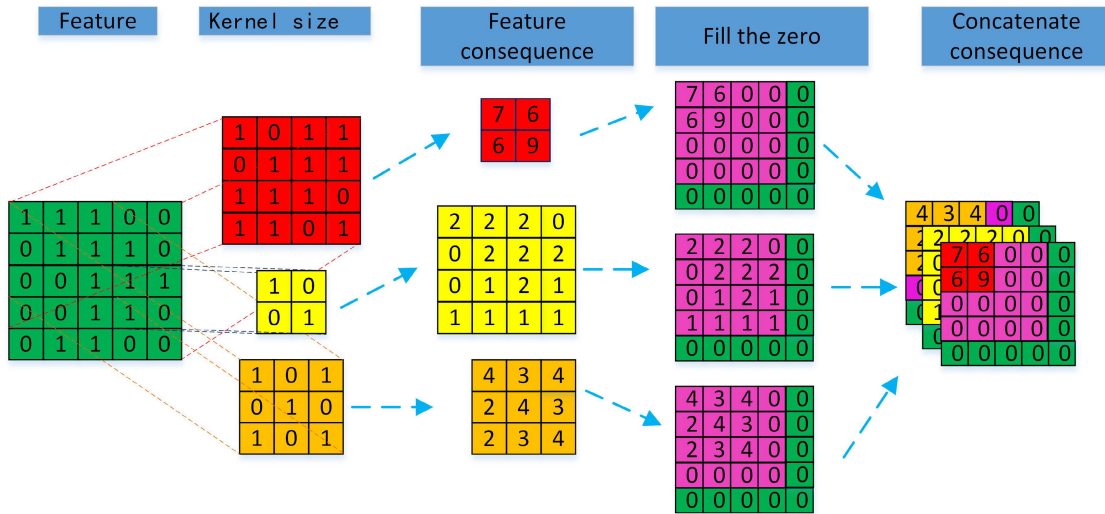 Feature
Kernel size
Feature
consequence
Fill the zero
Concatenate
consequence
1 1 1 0 0
0 1 1 1 0
0 0 1 1 1
0 0 1 1 0
0 1 1 0 0
1 0 1 1
0 1 1 1
1 1 1 0
1 1 0 1
1 0
0 1
1 0 1
0 1 0
1 0 1
7 6
6 9
2 2 2 0
0 2 2 2
0 1 2 1
1 1 1 1
4 3 4
2 4 3
2 3 4
7 6 0 0 0
6 9 0 0 0
0 0 0 0 0
0 0 0 0 0
0 0 0 0 0
2 2 2 0 0
0 2 2 2 0
0 1 2 1 0
1 1 1 1 0
0 0 0 0 0
4 3 4 0 0
2 4 3 0 0
2 3 4 0 0
0 0 0 0 0
0 0 0 0 0
4 3 4 0 0
2 2 2 2 0 0
7 6 0 0 0
6 9 0 0 0
0 0 0 0 0
0 0 0 0 0
0 0 0 0 0